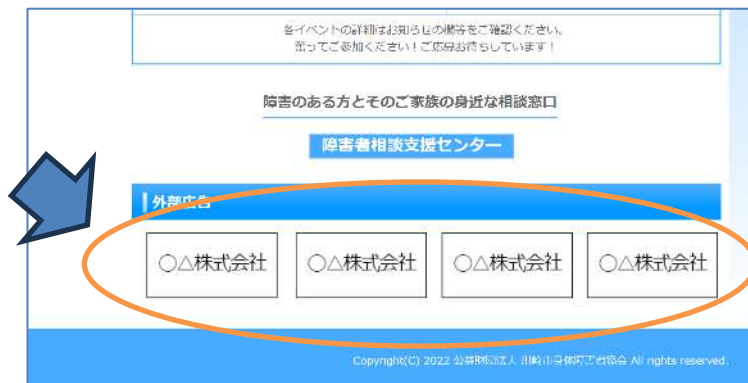 各イベントの詳細はお知らせの欄等をご確認ください。
奮ってご参加ください！ご応募お待ちしています！
障害のある方とそのご家族の身近な相談窓口
障害者相談支援センター
外部広告
○△株式会社 ○△株式会社 ○△株式会社 ○△株式会社
Copyright(C) 2022 公益財団法人 川崎市身体障害者協会 All rights reserved.